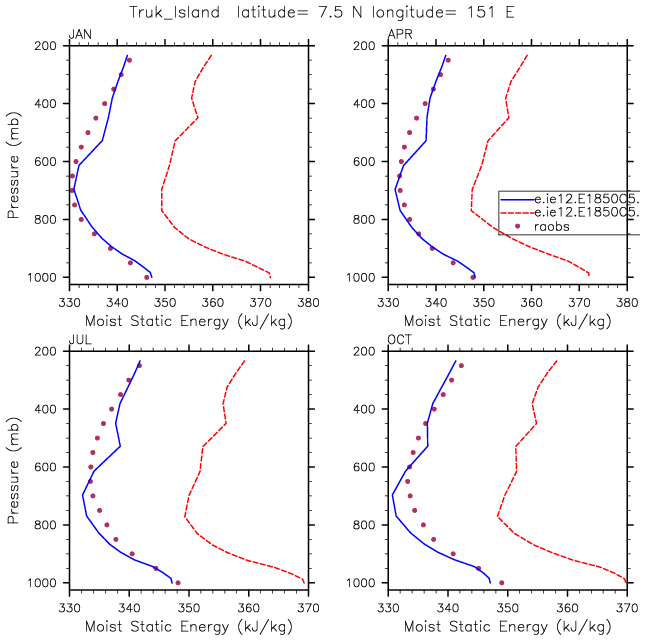 Truk_Island latitude= 7.5 N longitude= 151 E
JAN
APR
200
400
600
800
1000
Pressure (mb)
330 340 350 360 370 380
Moist Static Energy (kJ/kg)
200
400
600
800
1000
330 340 350 360 370 380
Moist Static Energy (kJ/kg)
e.ie12.E1850C5.
e.ie12.E1850C5.
raobs
JUL
OCT
200
400
600
800
1000
Pressure (mb)
330 340 350 360 370
Moist Static Energy (kJ/kg)
200
400
600
800
1000
330 340 350 360 370
Moist Static Energy (kJ/kg)